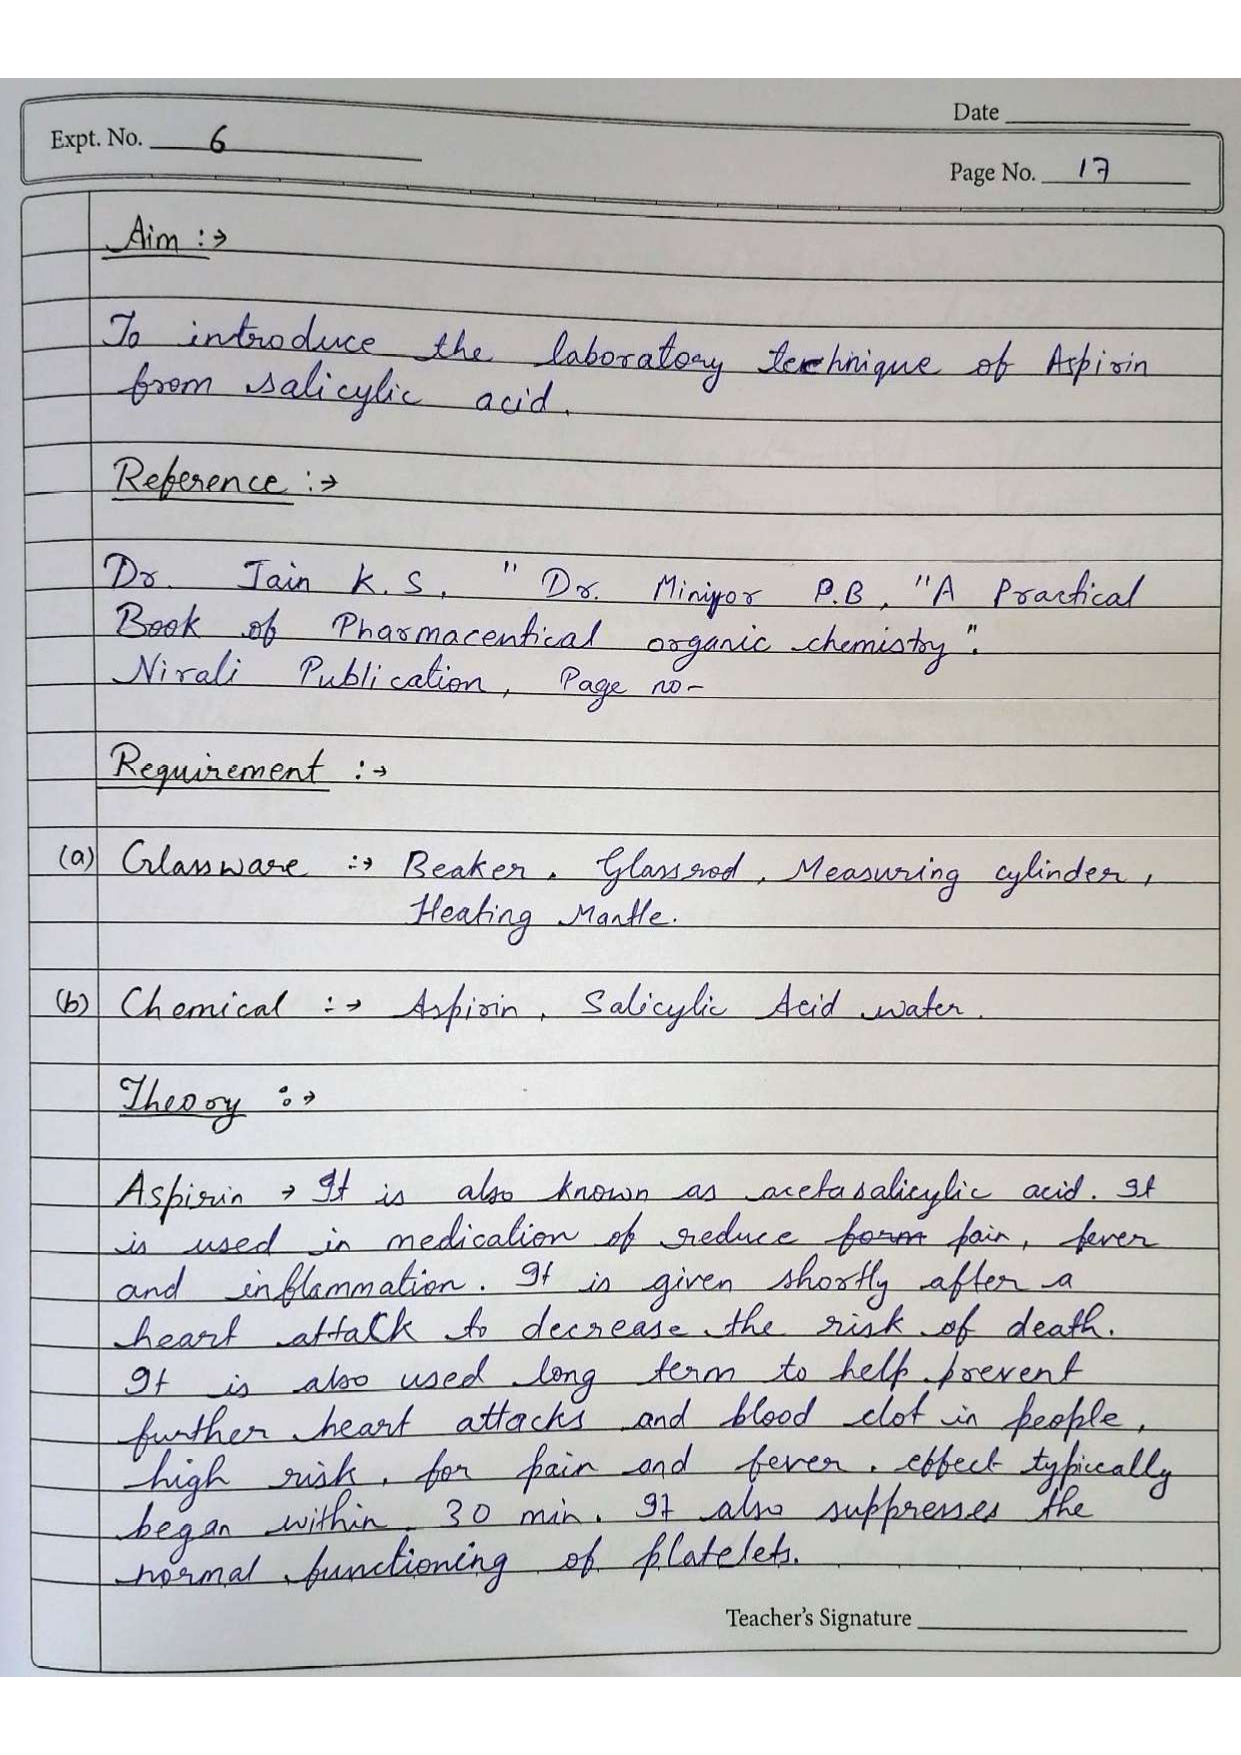 Date
Expt. No. 6
Page No. 17
Aim :→
To introduce the laboratory technique of Aspirin
from salicylic acid.
Reference :→
Dr. Jain K.S, " Dr. Miniyor P.B, "A Practical
Book of Pharmaceutical organic chemistry".
Nirali Publication, Page no-
Requirement :→
(a) Glassware :→ Beaker, Glassrod, Measuring cylinder,
Heating Mantle.
(b) Chemical :→ Aspirin, Salicylic Acid water.
Theory :→
Aspirin → It is also known as acetasalicylic acid. It
is used in medication of reduce form pain, fever
and inflammation. It is given shortly after a
heart attack to decrease the risk of death.
It is also used long term to help prevent
further heart attacks and blood clot in people,
high risk, for pain and fever. effect typically
began within 30 min. It also suppresses the
normal functioning of platelets.
Teacher's Signature